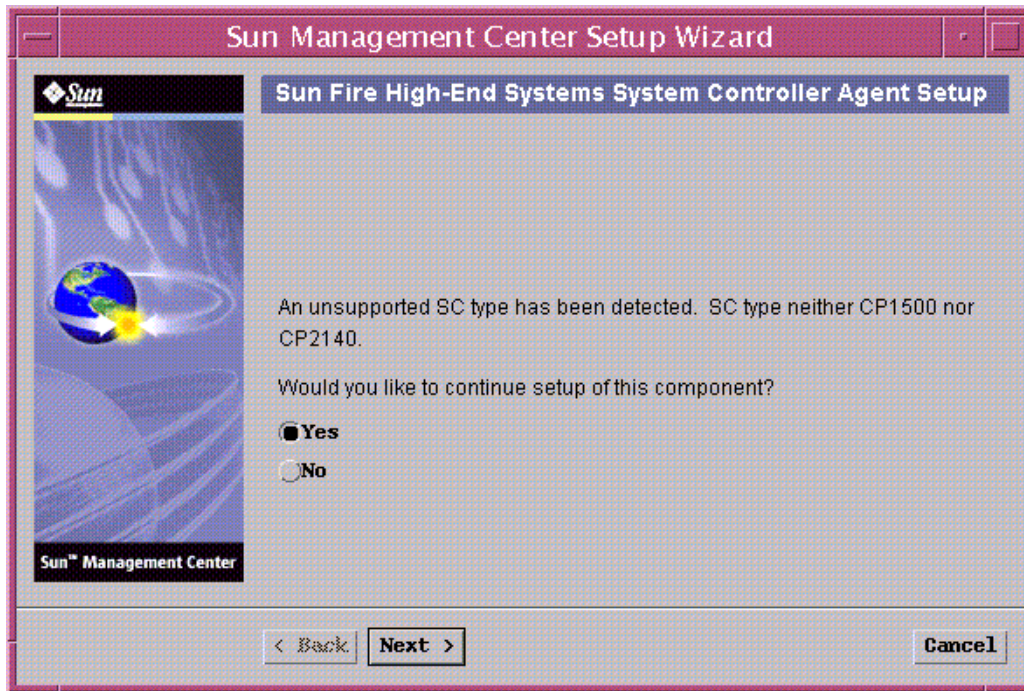 Sun Management Center Setup Wizard
Sun
Sun Fire High-End Systems System Controller Agent Setup
An unsupported SC type has been detected.  SC type neither CP1500 nor
CP2140.
Would you like to continue setup of this component?
Yes
No
Sun™ Management Center
< Back
Next >
Cancel